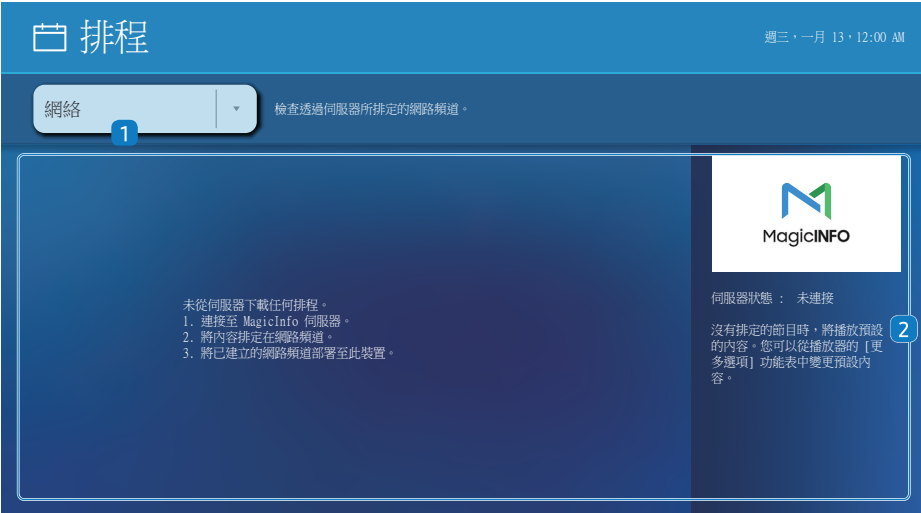 排程
週三，一月 13，12:00 AM
網絡
檢查透過伺服器所排定的網路頻道。
1
MagicINFO
未從伺服器下載任何排程。
1. 連接至 MagicInfo 伺服器。
2. 將內容排定在網路頻道。
3. 將已建立的網路頻道部署至此裝置。
伺服器狀態 : 未連接
沒有排定的節目時，將播放預設
的內容。您可以從播放器的 [更
多選項] 功能表中變更預設內
容。
2